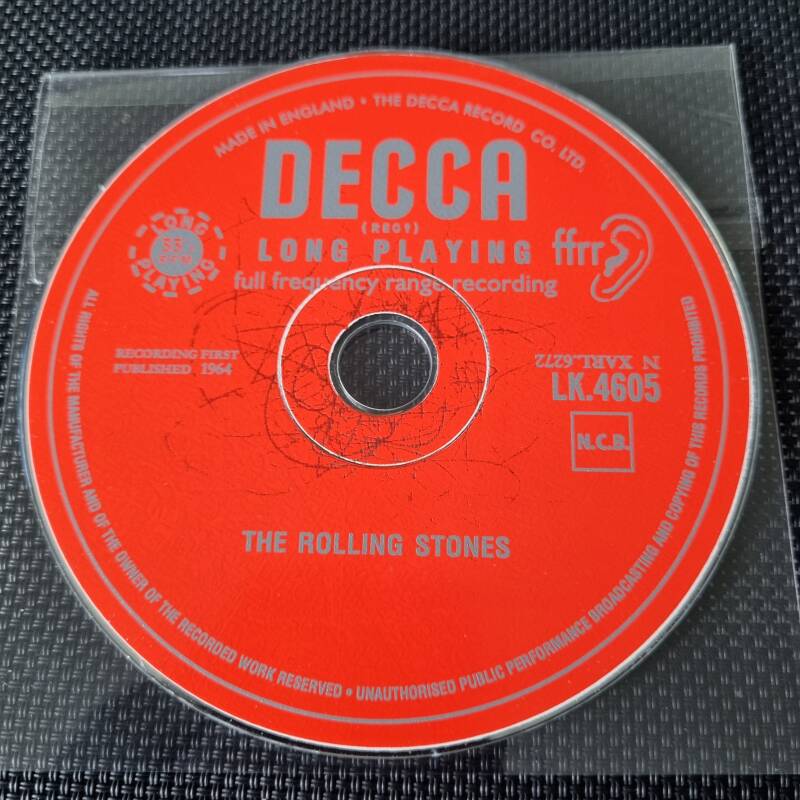 MADE IN ENGLAND • THE DECCA RECORD CO. LTD.
DECCA
(REGD)
LONG PLAYING
ffrr
full frequency range recording
LONG
33⅓
R.P.M
PLAYING
RECORDING FIRST
PUBLISHED 1964
N XARL.6272
LK.4605
N.C.B.
THE ROLLING STONES
ALL RIGHTS OF THE MANUFACTURER AND OF THE OWNER OF THE RECORDED WORK RESERVED • UNAUTHORISED PUBLIC PERFORMANCE BROADCASTING AND COPYING OF THIS RECORDS PROHIBITED